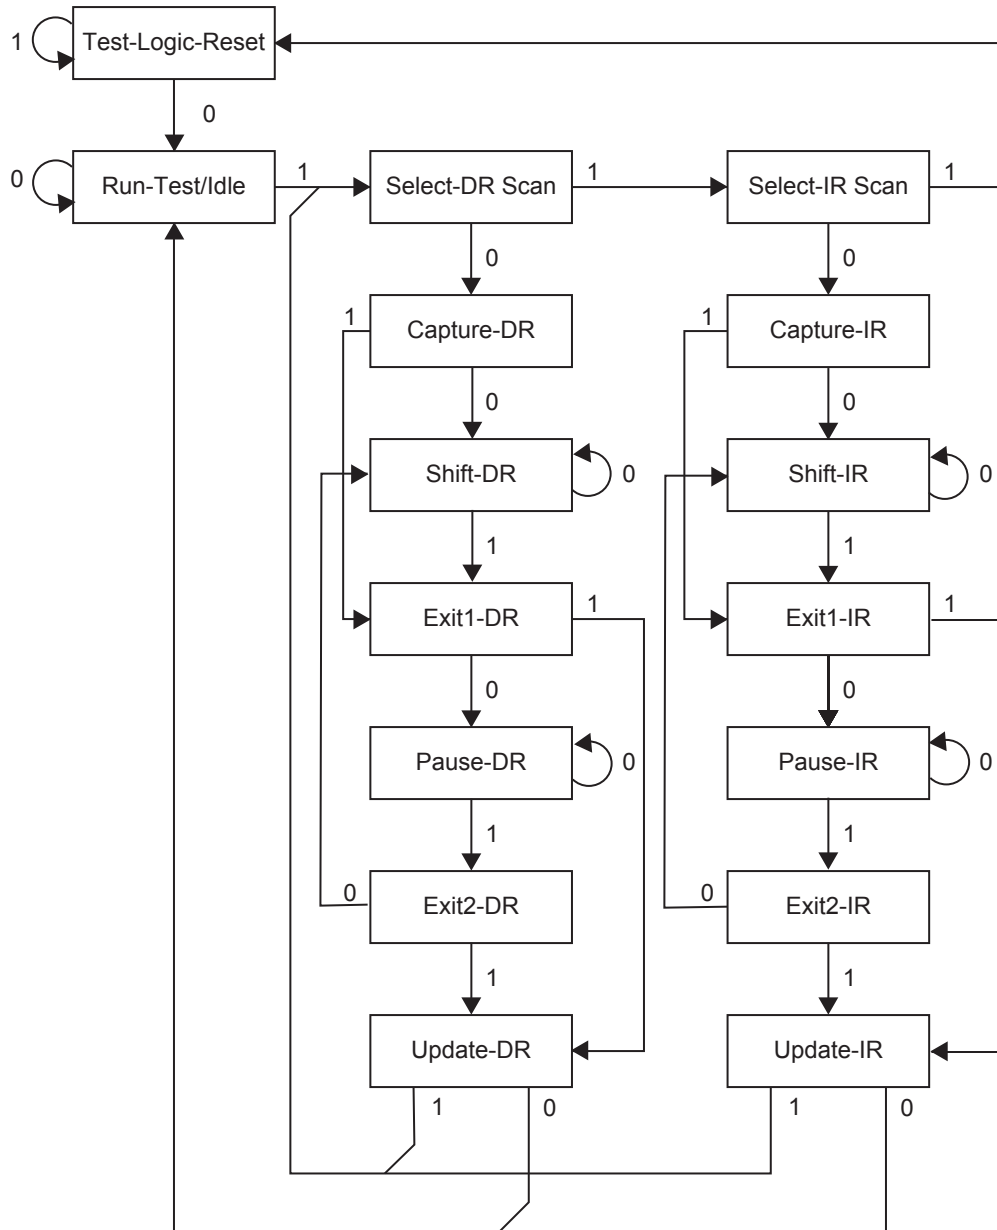 1
Test-Logic-Reset
0
0
Run-Test/Idle
1
Select-DR Scan
1
Select-IR Scan
1
0
0
1
Capture-DR
1
Capture-IR
0
0
Shift-DR
0
Shift-IR
0
1
1
Exit1-DR
1
Exit1-IR
1
0
0
Pause-DR
0
Pause-IR
0
1
1
0
Exit2-DR
0
Exit2-IR
1
1
Update-DR
Update-IR
1
0
1
0